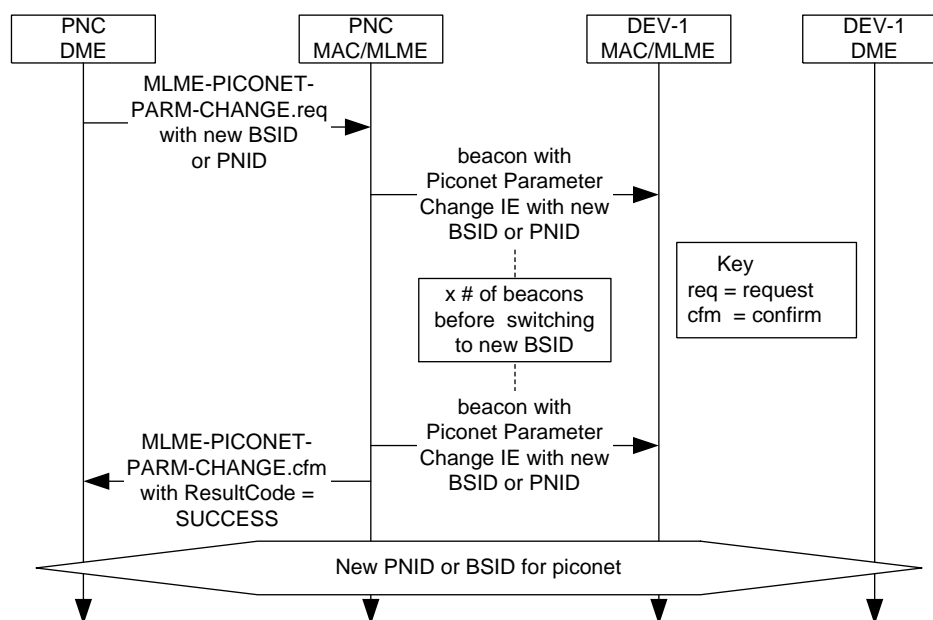 PNC
DME
PNC
MAC/MLME
DEV-1
MAC/MLME
DEV-1
DME
MLME-PICONET-
PARM-CHANGE.req
with new BSID
or PNID
beacon with
Piconet Parameter
Change IE with new
BSID or PNID
Key
req = request
cfm = confirm
x # of beacons
before switching
to new BSID
beacon with
Piconet Parameter
Change IE with new
BSID or PNID
MLME-PICONET-
PARM-CHANGE.cfm
with ResultCode =
SUCCESS
New PNID or BSID for piconet